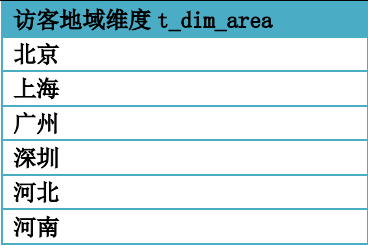 访客地域维度 t_dim_area
北京
上海
广州
深圳
河北
河南